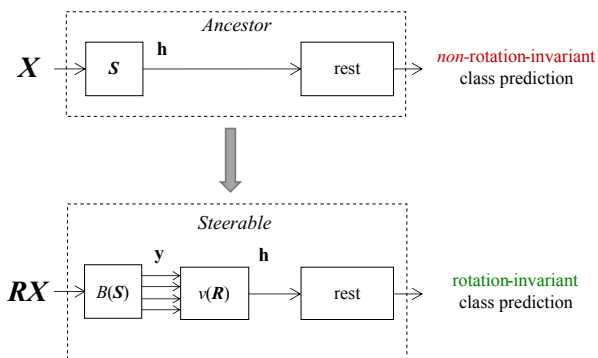 Ancestor
X
S
h
rest
non-rotation-invariant
class prediction
Steerable
RX
B(S)
y
v(R)
h
rest
rotation-invariant
class prediction